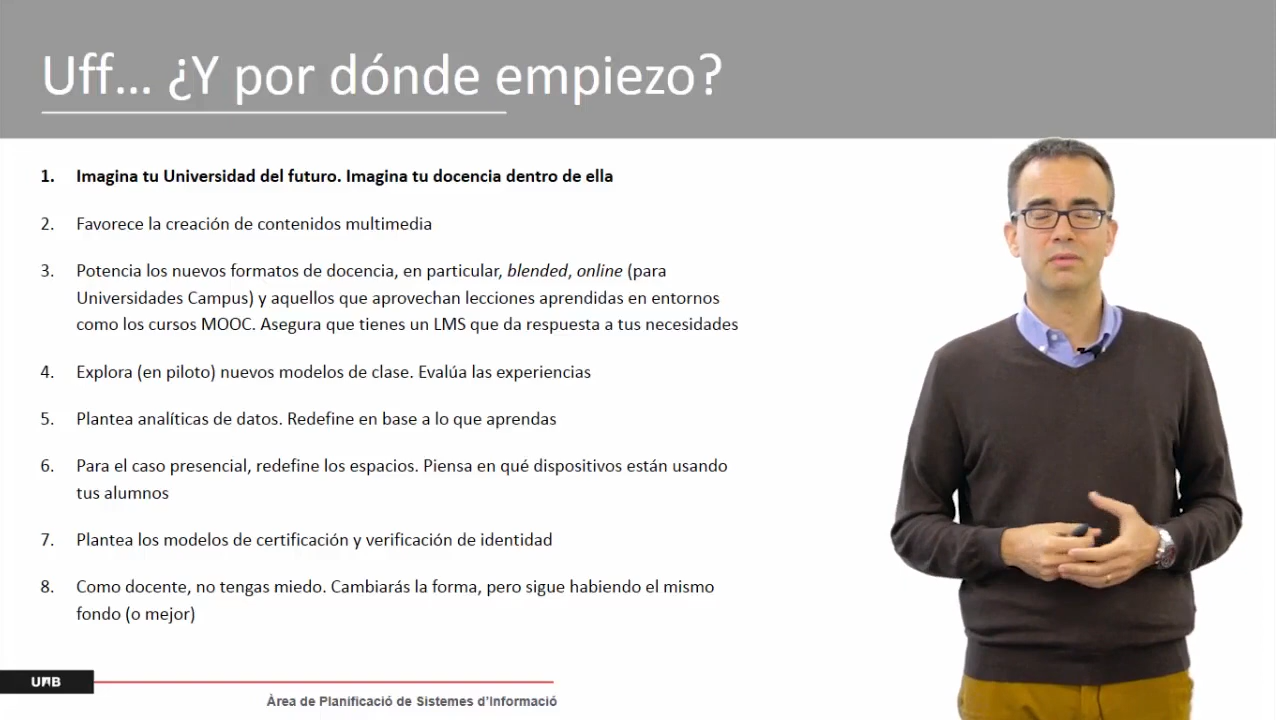 Uff... ¿Y por dónde empiezo?
1. Imagina tu Universidad del futuro. Imagina tu docencia dentro de ella
2. Favorece la creación de contenidos multimedia
3. Potencia los nuevos formatos de docencia, en particular, blended, online (para
Universidades Campus) y aquellos que aprovechan lecciones aprendidas en entornos
como los cursos MOOC. Asegura que tienes un LMS que da respuesta a tus necesidades
4. Explora (en piloto) nuevos modelos de clase. Evalúa las experiencias
5. Plantea analíticas de datos. Redefine en base a lo que aprendas
6. Para el caso presencial, redefine los espacios. Piensa en qué dispositivos están usando
tus alumnos
7. Plantea los modelos de certificación y verificación de identidad
8. Como docente, no tengas miedo. Cambiarás la forma, pero sigue habiendo el mismo
fondo (o mejor)
UAB
Àrea de Planificació de Sistemes d'Informació